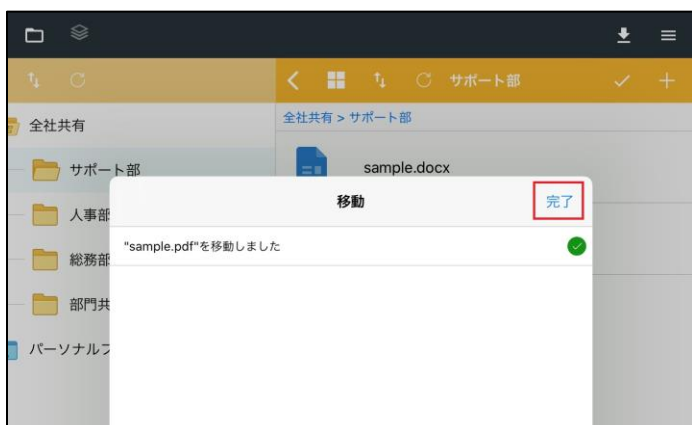 サポート部
全社共有
全社共有 > サポート部
サポート部
sample.docx
人事部
移動
完了
"sample.pdf"を移動しました
総務部
部門共
パーソナルフ